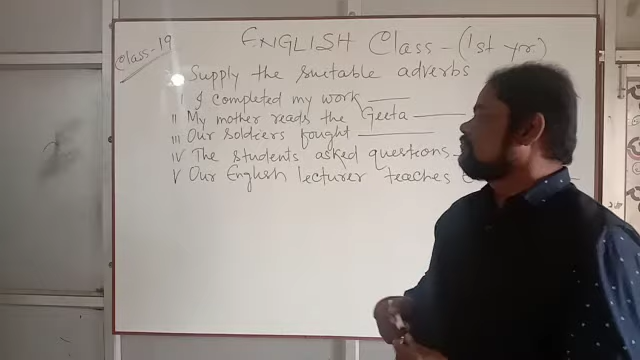 Class-19
ENGLISH Class - (1st yr)
Supply the suitable adverbs
I I completed my work ____
II My mother reads the Geeta ____
III Our soldiers fought ____
IV The students asked questions
V Our English lecturer teaches